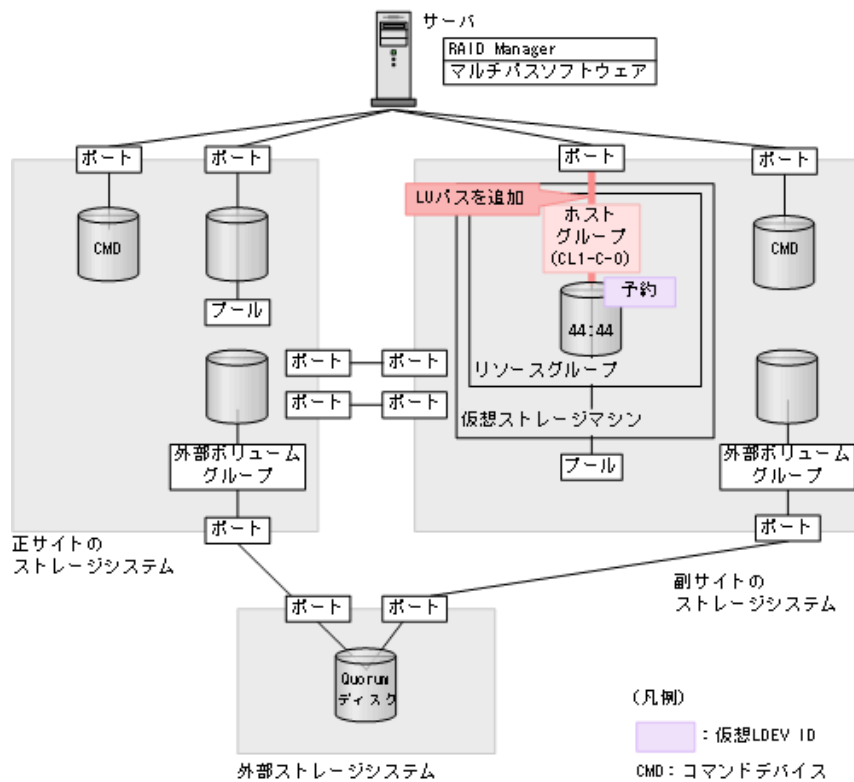 サーバ
RAID Manager
マルチパスソフトウェア
ポート
ポート
ポート
ポート
LUパスを追加
ホスト
グループ
(CL1-C-0)
CMD
CMD
予約
プール
44:44
ポート
ポート
リソースグループ
ポート
ポート
仮想ストレージマシン
外部ボリューム
グループ
プール
外部ボリューム
グループ
ポート
ポート
正サイトの
ストレージシステム
副サイトの
ストレージシステム
ポート
ポート
Quorum
ディスク
(凡例)
:仮想LDEV ID
CMD:コマンドデバイス
外部ストレージシステム